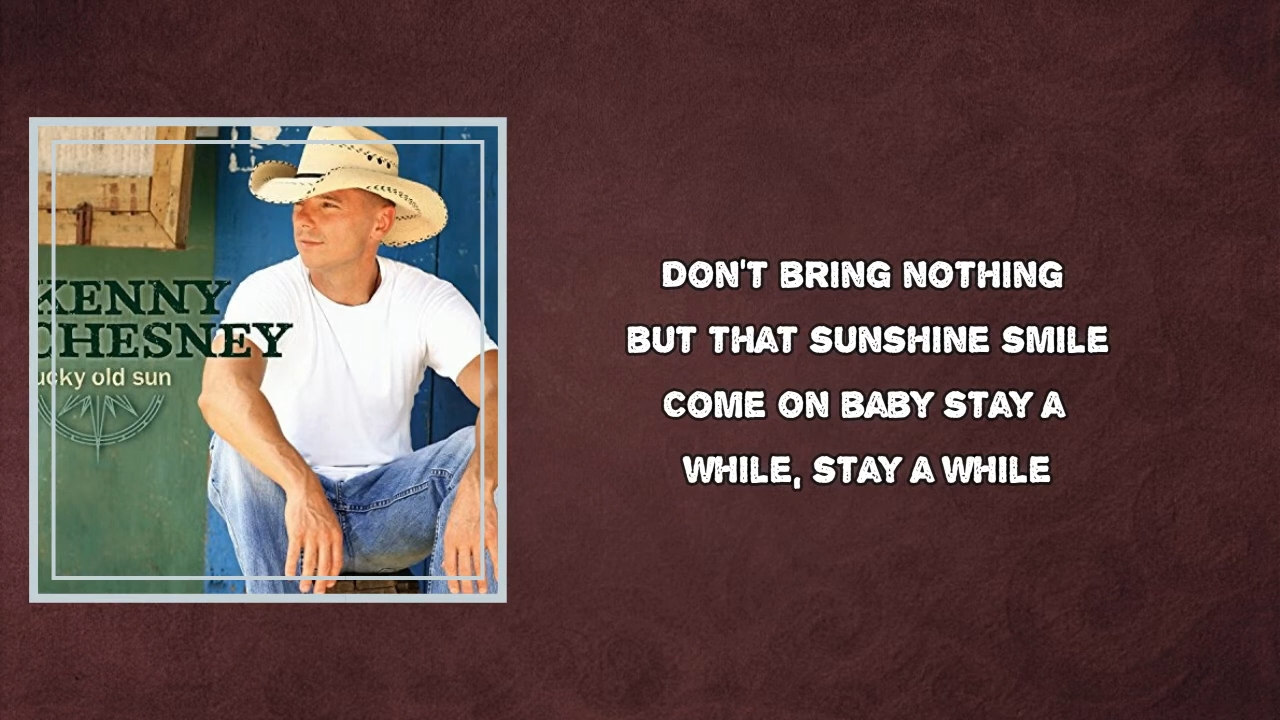 KENNY
CHESNEY
ucky old sun
DON'T BRING NOTHING
BUT THAT SUNSHINE SMILE
COME ON BABY STAY A
WHILE, STAY A WHILE